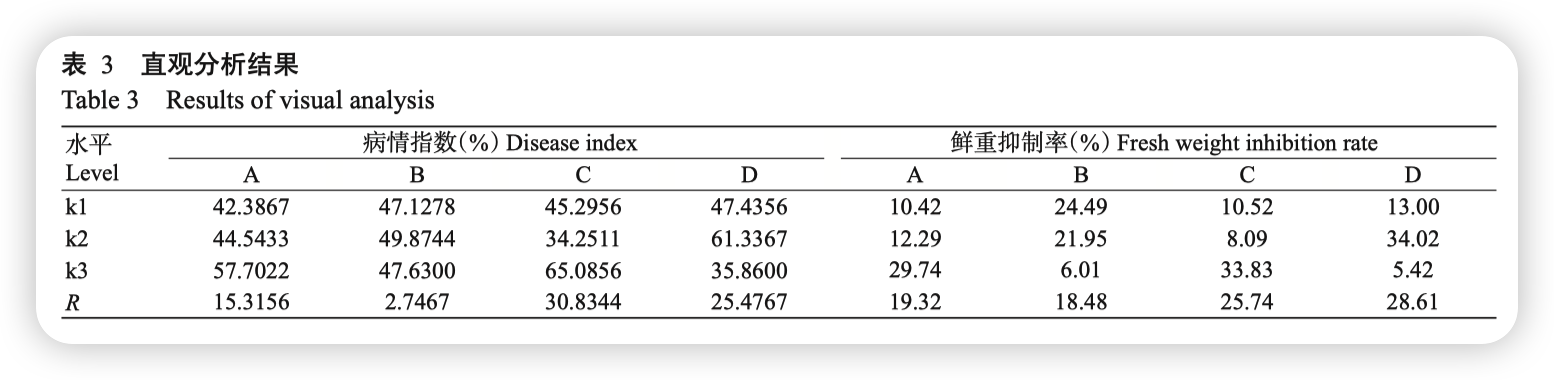 表 3 直观分析结果
Table 3 Results of visual analysis
水平 病情指数(%) Disease index 鲜重抑制率(%) Fresh weight inhibition rate
Level A B C D A B C D
k1 42.3867 47.1278 45.2956 47.4356 10.42 24.49 10.52 13.00
k2 44.5433 49.8744 34.2511 61.3367 12.29 21.95 8.09 34.02
k3 57.7022 47.6300 65.0856 35.8600 29.74 6.01 33.83 5.42
R 15.3156 2.7467 30.8344 25.4767 19.32 18.48 25.74 28.61